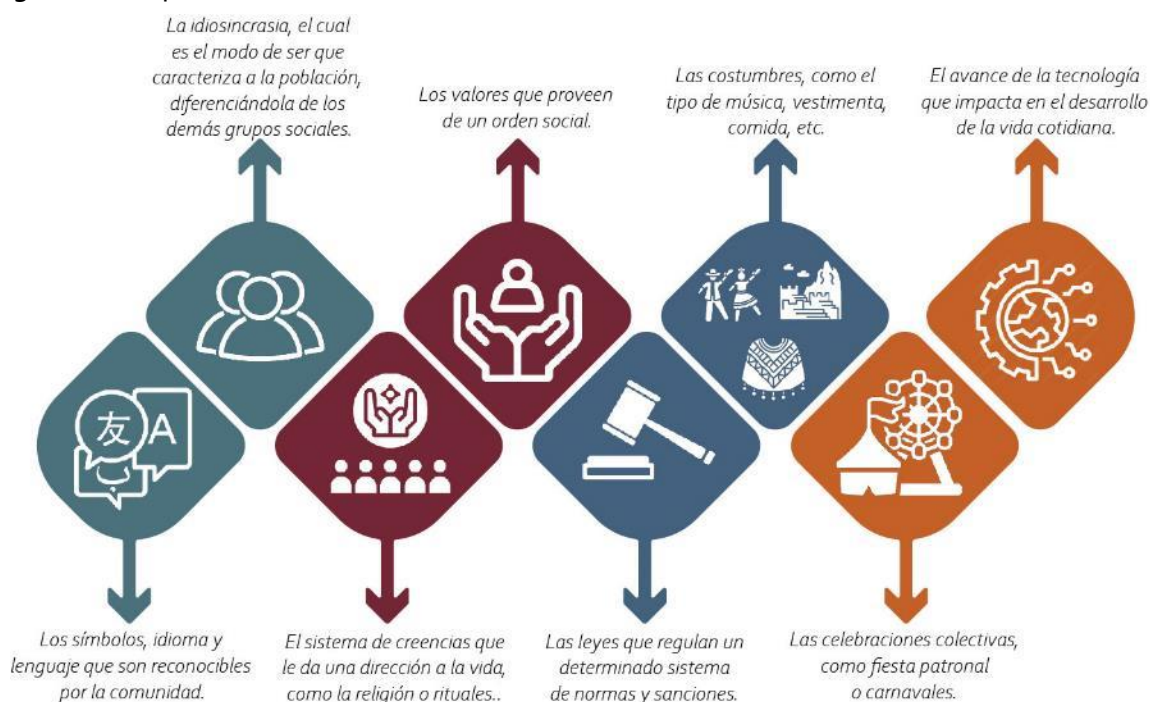 La idiosincrasia, el cual
es el modo de ser que
caracteriza a la población,
diferenciándola de los
demás grupos sociales.
Los valores que proveen
de un orden social.
Las costumbres, como el
tipo de música, vestimenta,
comida, etc.
El avance de la tecnología
que impacta en el desarrollo
de la vida cotidiana.
友
A
Los símbolos, idioma y
lenguaje que son reconocibles
por la comunidad.
El sistema de creencias que
le da una dirección a la vida,
como la religión o rituales..
Las leyes que regulan un
determinado sistema
de normas y sanciones.
Las celebraciones colectivas,
como fiesta patronal
o carnavales.